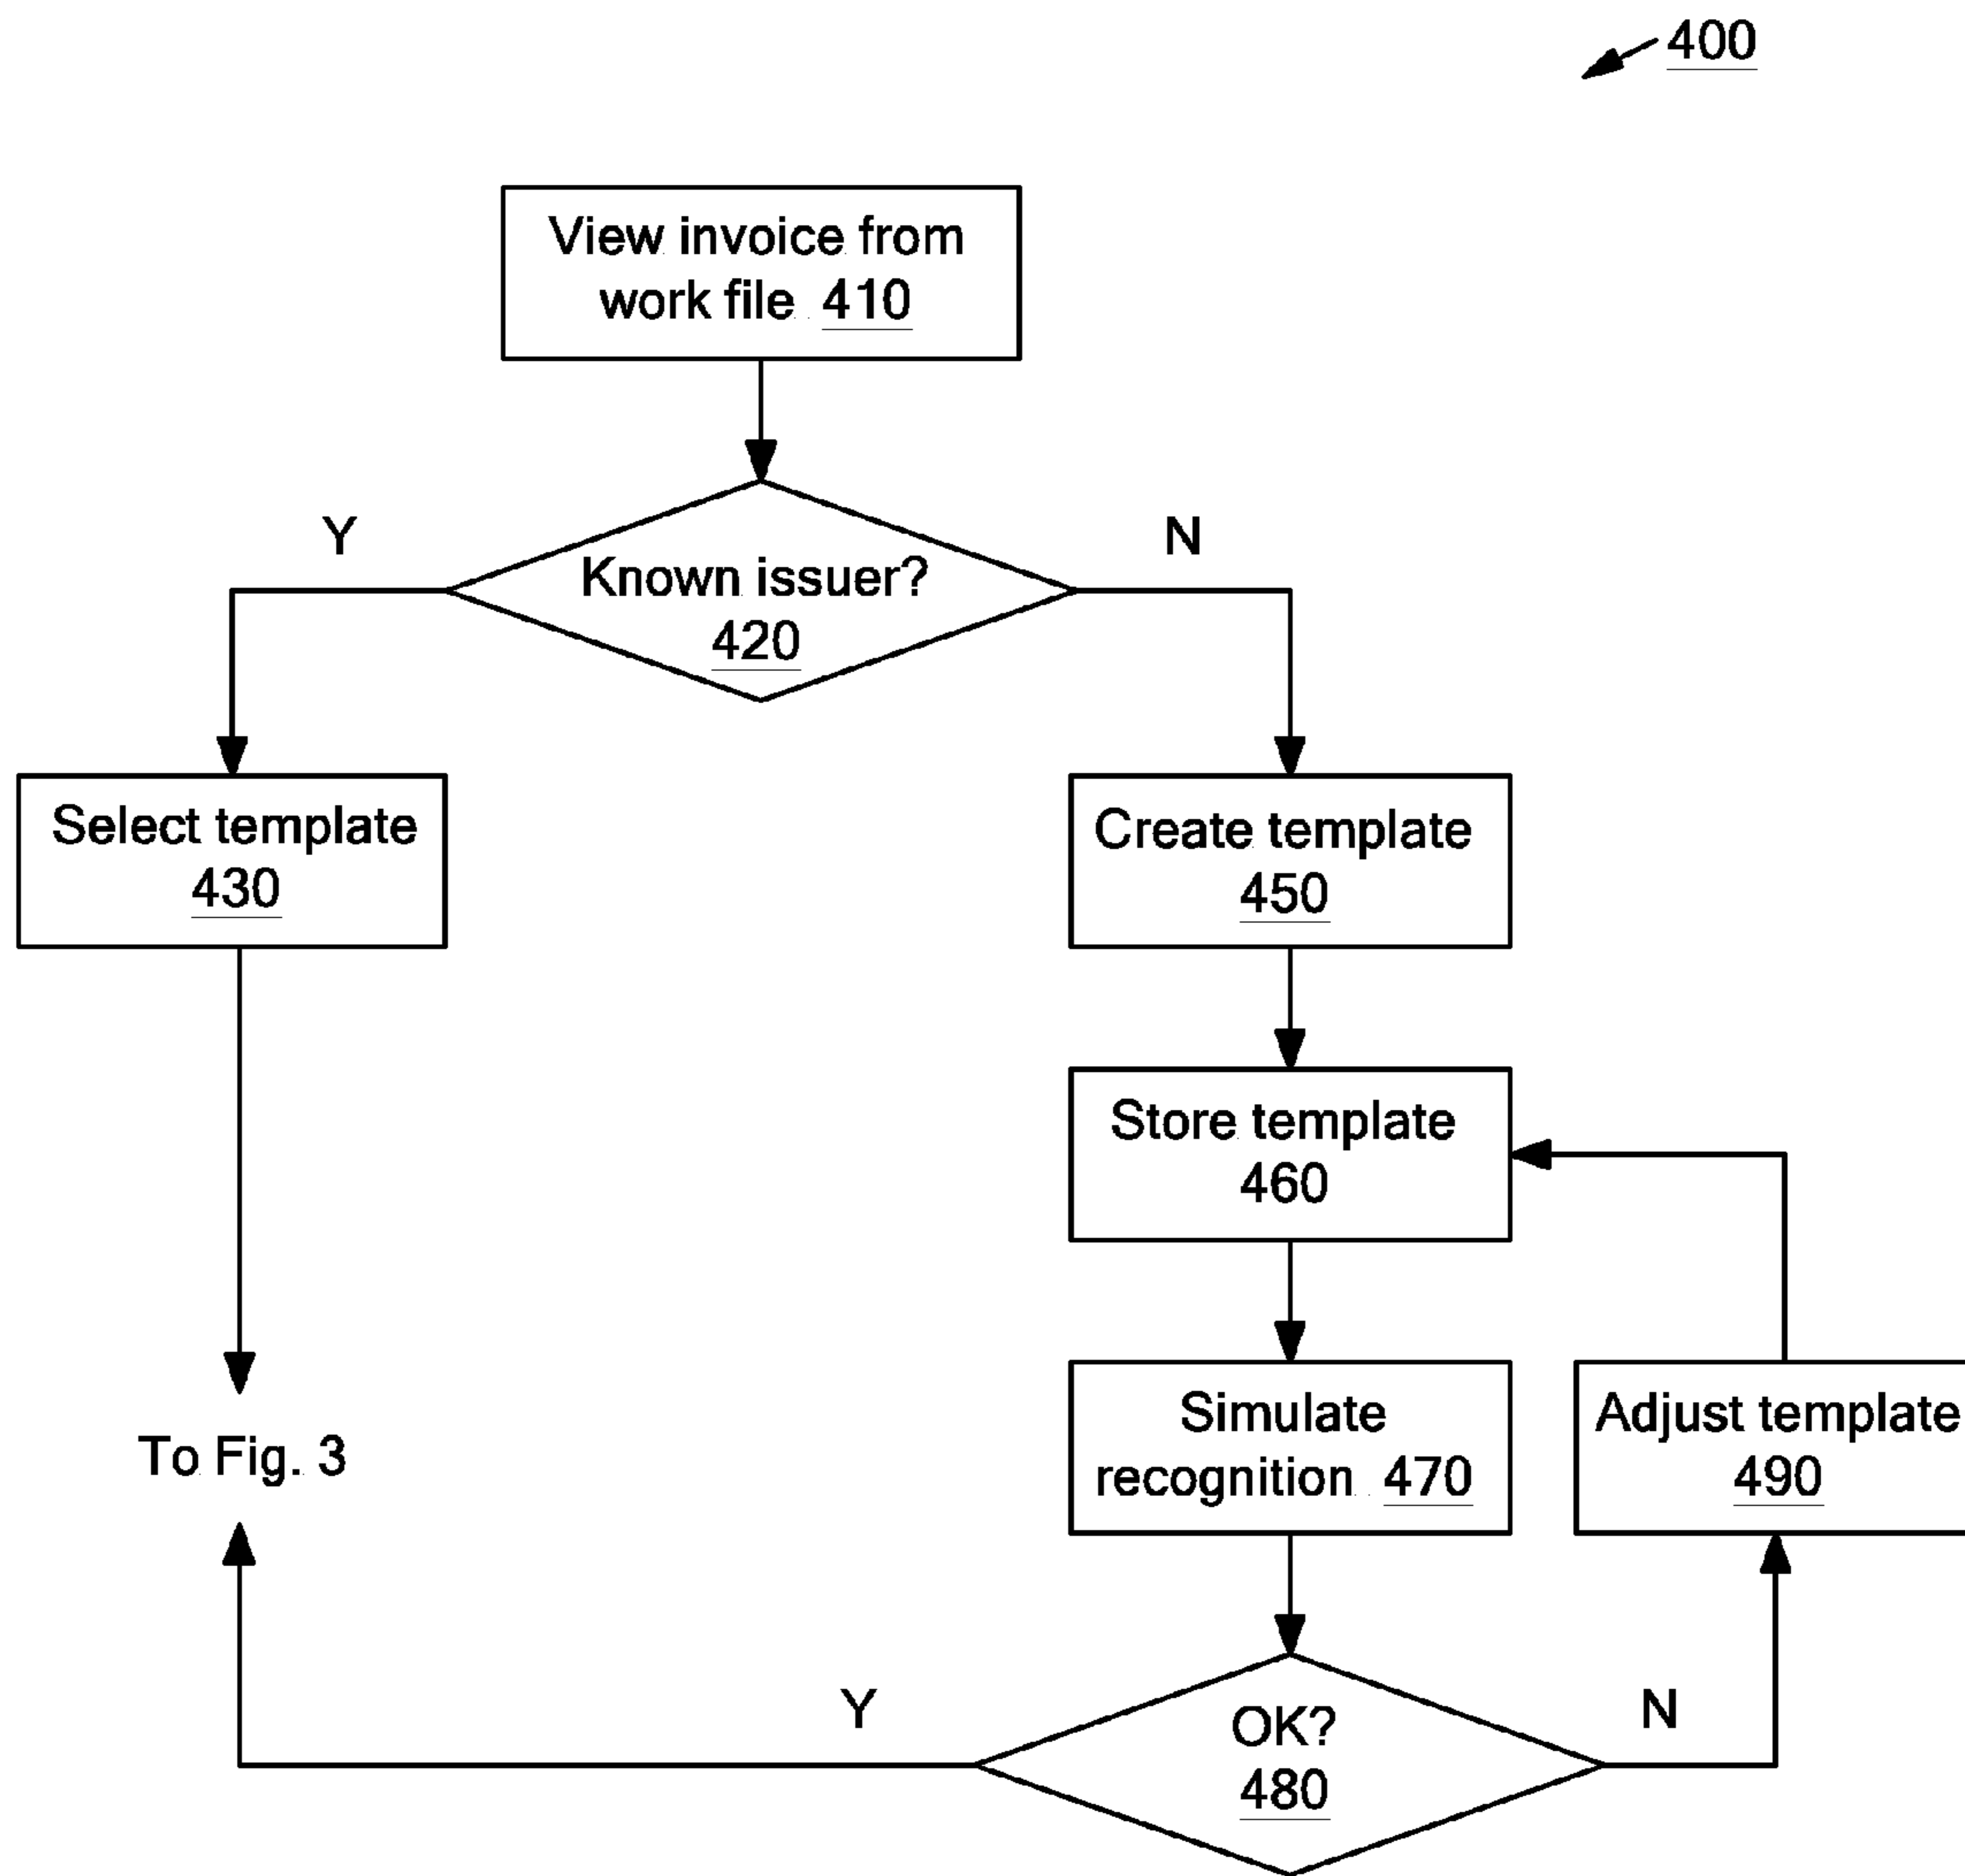 400
View invoice from
work file 410
Y
N
Known issuer?
420
Select template
430
Create template
450
Store template
460
Simulate
recognition 470
Adjust template
490
To Fig. 3
Y
N
OK?
480